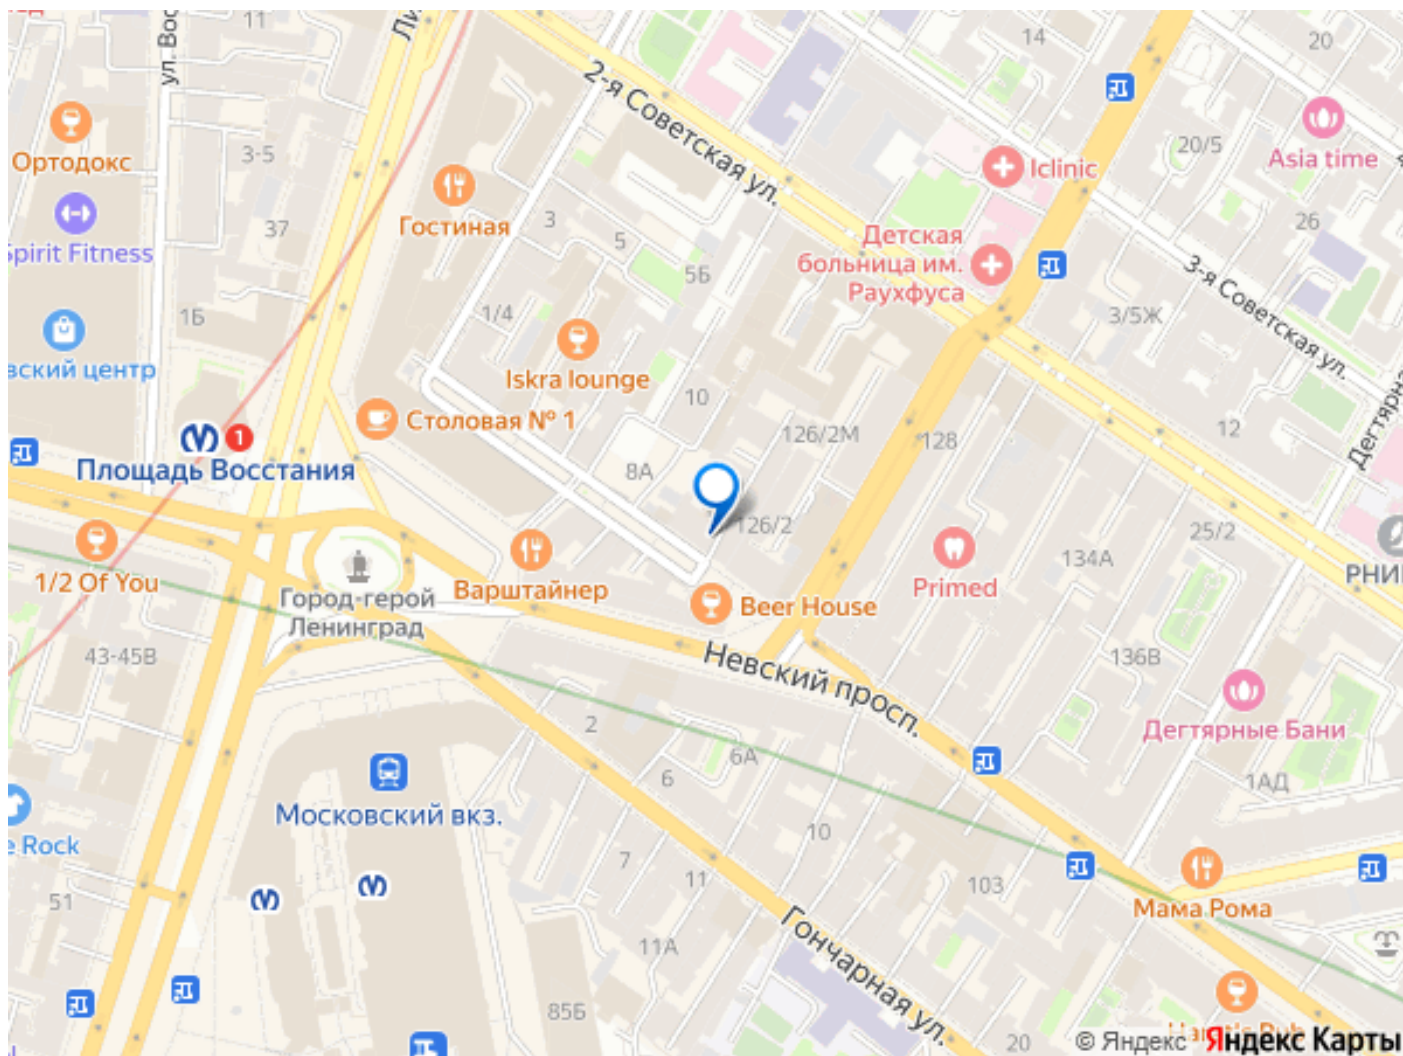 11
ул. Вос
Ли
14
20
2-я Советская ул.
20/5
Asia time
Iclinic
Ортодокс
3-5
Гостиная
3
5
5Б
26
37
Spirit Fitness
Детская
больница им.
Раухфуса
3-я Советская ул.
1Б
1/4
3/5Ж
вский центр
Iskra lounge
10
Столовая № 1
126/2М
128
12
Дегтярна
1
Площадь Восстания
8А
126/2
25/2
134А
1/2 Of You
Варштайнер
Primed
РНИ
Город-герой
Ленинград
Beer House
43-45В
Невский просп.
136В
2
6А
6
Дегтярные Бани
1АД
Московский вкз.
e Rock
10
7
11
103
51
Мама Рома
Гончарная ул.
11А
85Б
20
© Яндекс
Яндекс Карты